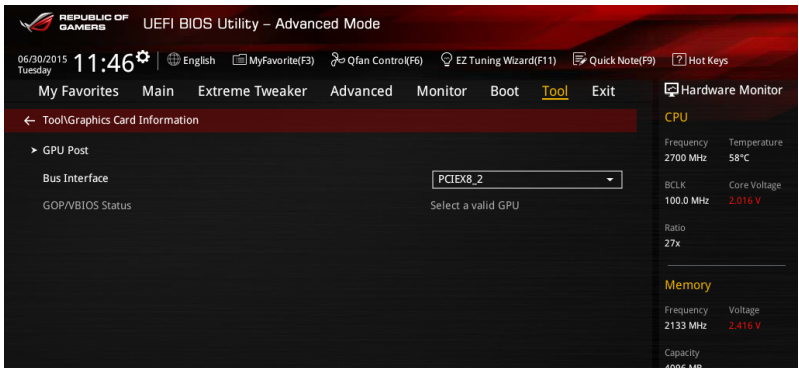 REPUBLIC OF
GAMERS
UEFI BIOS Utility – Advanced Mode
06/30/2015
Tuesday
11:46
English
MyFavorite(F3)
Qfan Control(F6)
EZ Tuning Wizard(F11)
Quick Note(F9)
? Hot Keys
My Favorites
Main
Extreme Tweaker
Advanced
Monitor
Boot
Tool
Exit
Hardware Monitor
← Tool\Graphics Card Information
> GPU Post
Bus Interface
PCIEX8_2
GOP/VBIOS Status
Select a valid GPU
CPU
Frequency Temperature
2700 MHz 58°C
BCLK Core Voltage
100.0 MHz 2.016 V
Ratio
27x
Memory
Frequency Voltage
2133 MHz 2.416 V
Capacity
4096 MB